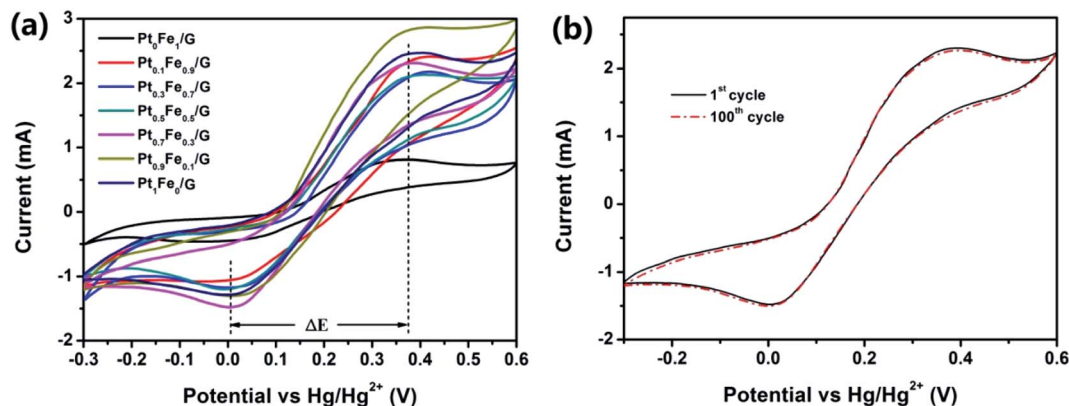 (a)
Pt₀Fe₁/G
Pt₀.₁Fe₀.₉/G
Pt₀.₃Fe₀.₇/G
Pt₀.₅Fe₀.₅/G
Pt₀.₇Fe₀.₃/G
Pt₀.₉Fe₀.₁/G
Pt₁Fe₀/G
ΔE
Current (mA)
3
2
1
0
-1
-2
-0.3 -0.2 -0.1 0.0 0.1 0.2 0.3 0.4 0.5 0.6
Potential vs Hg/Hg²⁺ (V)
(b)
1ˢᵗ cycle
100ᵗʰ cycle
Current (mA)
3
2
1
0
-1
-2
-0.2 0.0 0.2 0.4 0.6
Potential vs Hg/Hg²⁺ (V)